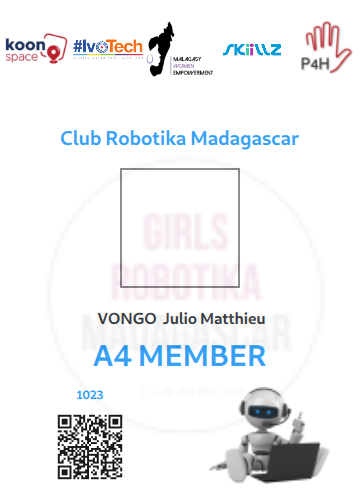 koon
space
#IvoTech
MALAGASY
WOMEN
EMPOWERMENT
SKillZ
P4H
Club Robotika Madagascar
GIRLS
ROBOTIKA
MADAGASCAR
VONGO Julio Matthieu
A4 MEMBER
1023